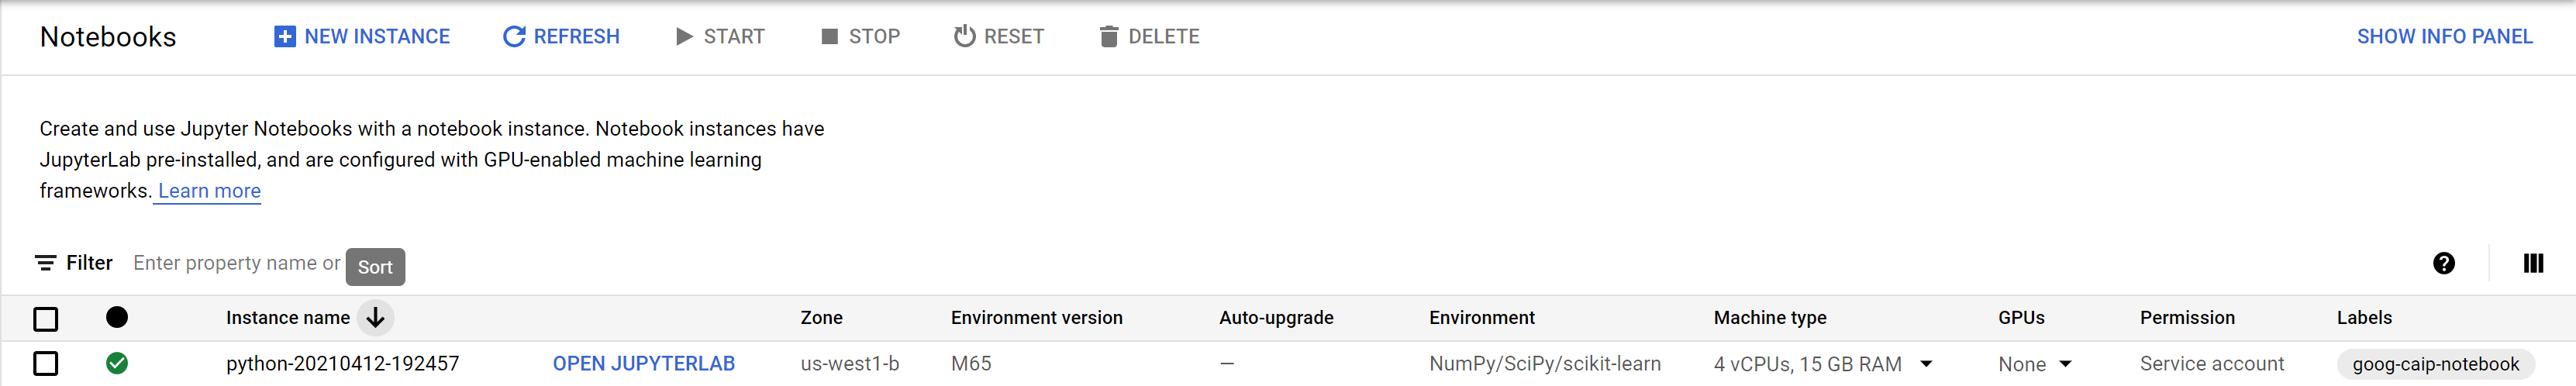 Notebooks NEW INSTANCE REFRESH START STOP RESET DELETE SHOW INFO PANEL
Create and use Jupyter Notebooks with a notebook instance. Notebook instances have
JupyterLab pre-installed, and are configured with GPU-enabled machine learning
frameworks. Learn more
Filter Enter property name or Sort
Instance name Zone Environment version Auto-upgrade Environment Machine type GPUs Permission Labels
python-20210412-192457 OPEN JUPYTERLAB us-west1-b M65 — NumPy/SciPy/scikit-learn 4 vCPUs, 15 GB RAM None Service account goog-caip-notebook